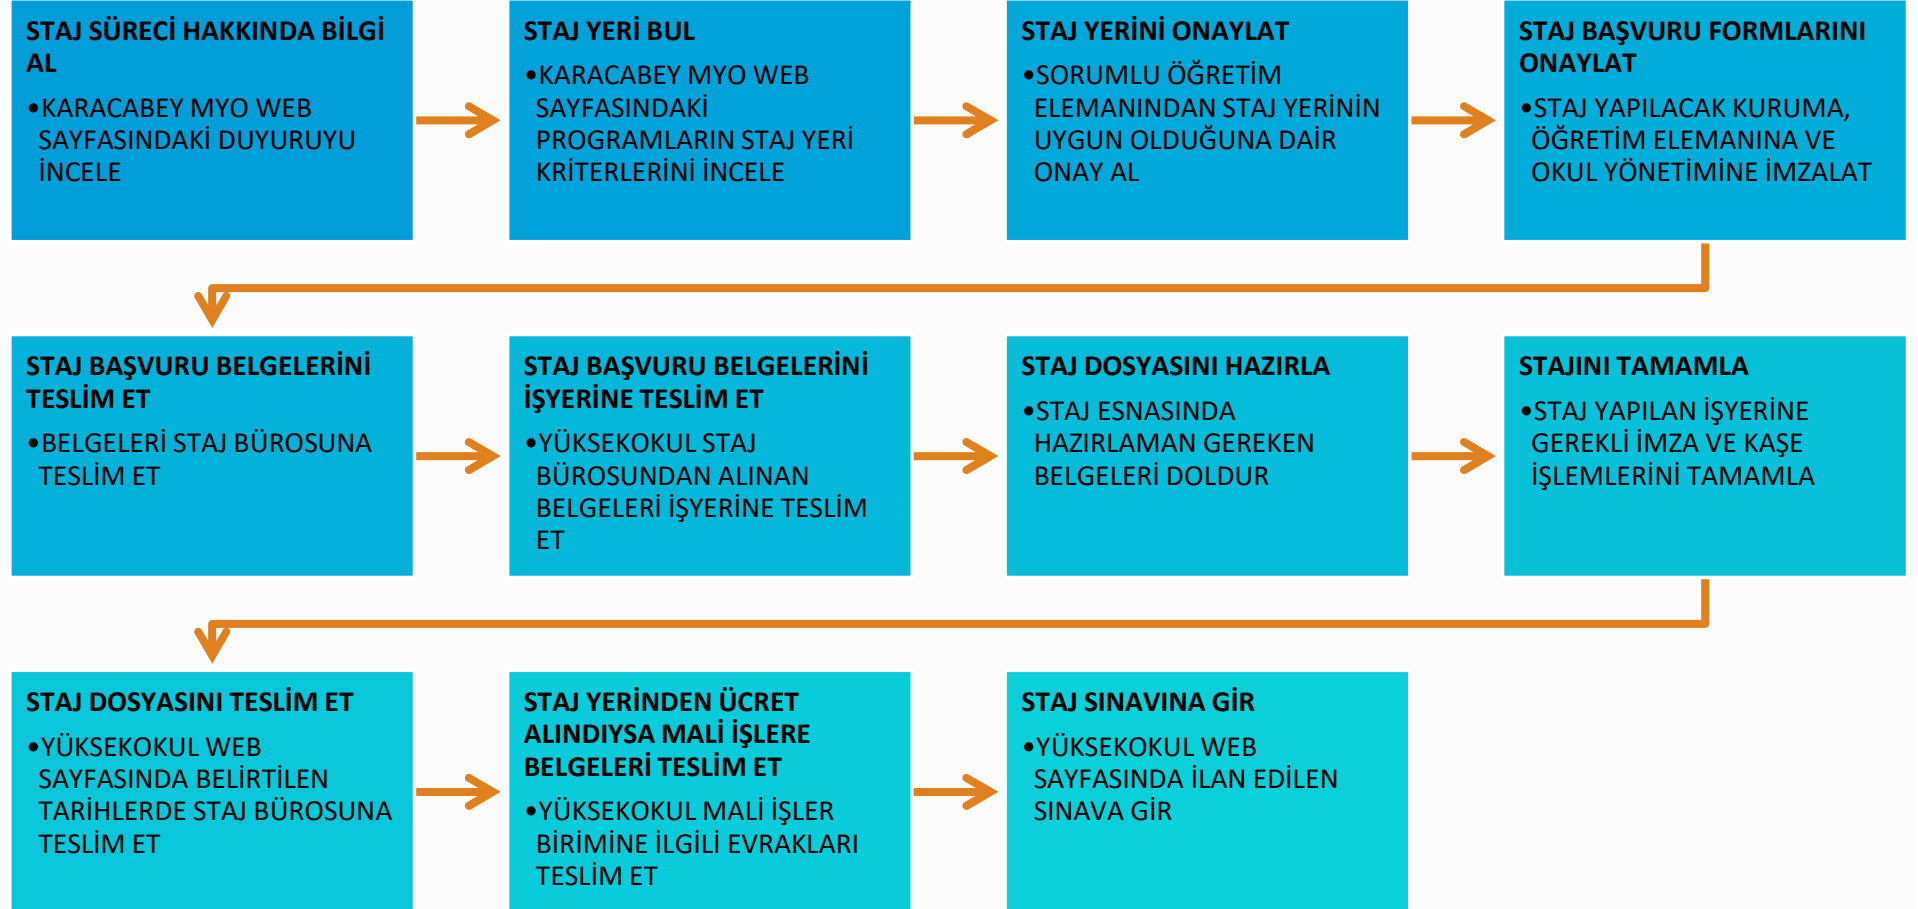 STAJ SÜRECİ HAKKINDA BİLGİ
AL
•KARACABEY MYO WEB
SAYFASINDAKİ DUYURUYU
İNCELE
STAJ YERİ BUL
•KARACABEY MYO WEB
SAYFASINDAKİ
PROGRAMLARIN STAJ YERİ
KRİTERLERİNİ İNCELE
STAJ YERİNİ ONAYLAT
•SORUMLU ÖĞRETİM
ELEMANINDAN STAJ YERİNİN
UYGUN OLDUĞUNA DAİR
ONAY AL
STAJ BAŞVURU FORMLARINI
ONAYLAT
•STAJ YAPILACAK KURUMA,
ÖĞRETİM ELEMANINA VE
OKUL YÖNETİMİNE İMZALAT
STAJ BAŞVURU BELGELERİNİ
TESLİM ET
•BELGELERİ STAJ BÜROSUNA
TESLİM ET
STAJ BAŞVURU BELGELERİNİ
İŞYERİNE TESLİM ET
•YÜKSEKOKUL STAJ
BÜROSUNDAN ALINAN
BELGELERİ İŞYERİNE TESLİM
ET
STAJ DOSYASINI HAZIRLA
•STAJ ESNASINDA
HAZIRLAMAN GEREKEN
BELGELERİ DOLDUR
STAJINI TAMAMLA
•STAJ YAPILAN İŞYERİNE
GEREKLİ İMZA VE KAŞE
İŞLEMLERİNİ TAMAMLA
STAJ DOSYASINI TESLİM ET
•YÜKSEKOKUL WEB
SAYFASINDA BELİRTİLEN
TARİHLERDE STAJ BÜROSUNA
TESLİM ET
STAJ YERİNDEN ÜCRET
ALINDIYSA MALİ İŞLERE
BELGELERİ TESLİM ET
•YÜKSEKOKUL MALİ İŞLER
BİRİMİNE İLGİLİ EVRAKLARI
TESLİM ET
STAJ SINAVINA GİR
•YÜKSEKOKUL WEB
SAYFASINDA İLAN EDİLEN
SINAVA GİR